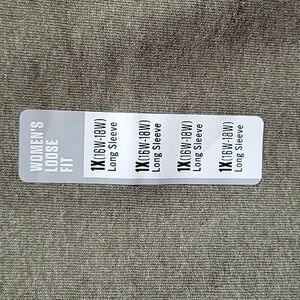 WOMEN'S
LOOSE
FIT
1X(16W-18W)
Long Sleeve
1X(16W-18W)
Long Sleeve
1X(16W-18W)
Long Sleeve
1X(16W-18W)
Long Sleeve